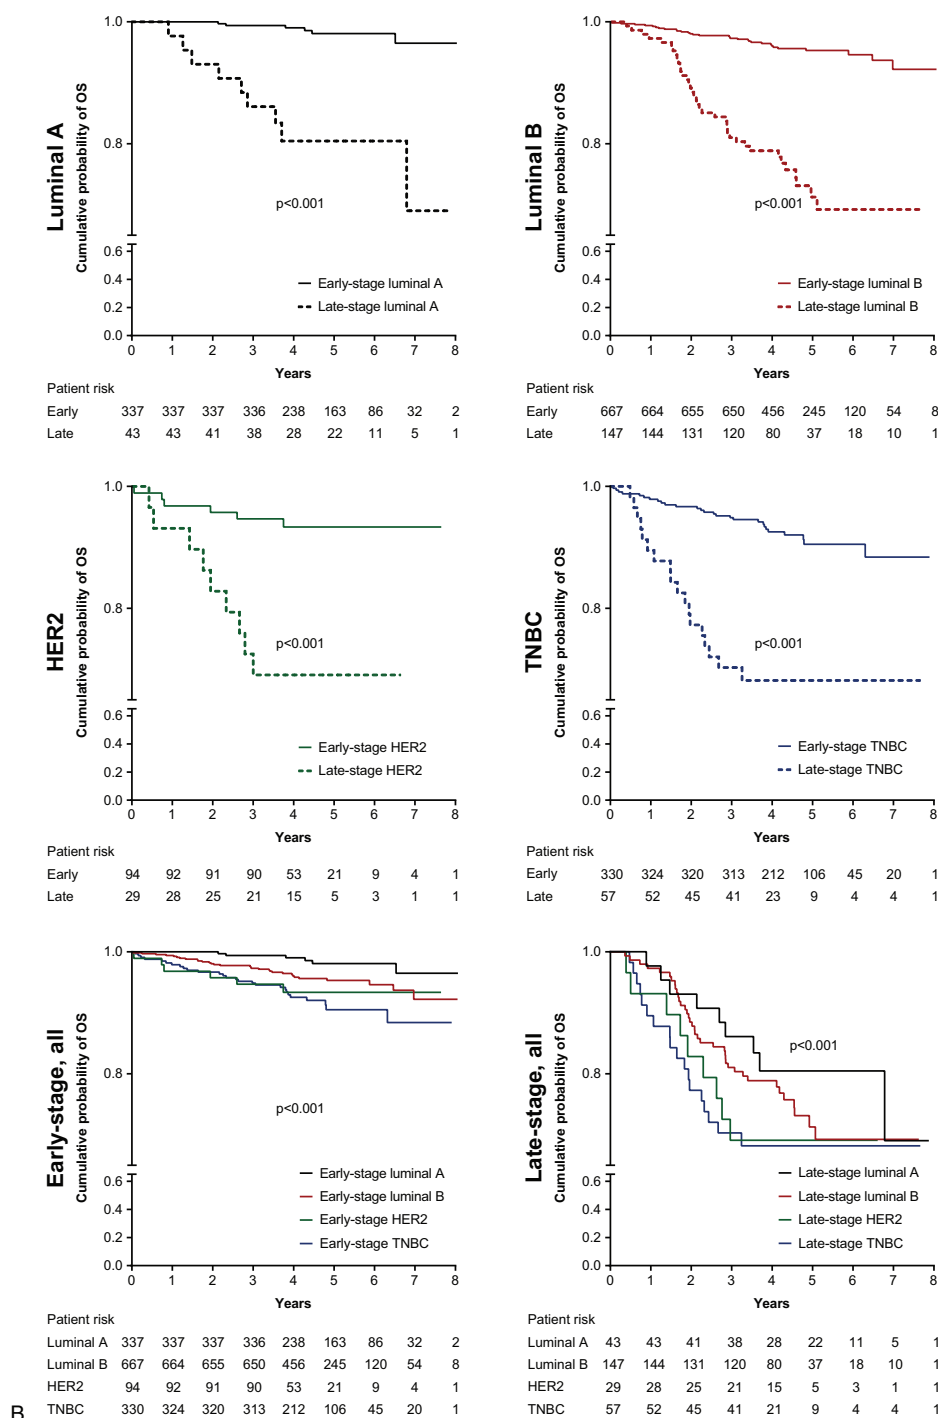 Luminal A
Cumulative probability of OS
1.0
0.8
0.6
0.4
0.2
0.0
p<0.001
Early-stage luminal A
Late-stage luminal A
0 1 2 3 4 5 6 7 8
Years
Patient risk
Early 337 337 337 336 238 163 86 32 2
Late 43 43 41 38 28 22 11 5 1
Luminal B
Cumulative probability of OS
1.0
0.8
0.6
0.4
0.2
0.0
p<0.001
Early-stage luminal B
Late-stage luminal B
0 1 2 3 4 5 6 7 8
Years
Patient risk
Early 667 664 655 650 456 245 120 54 8
Late 147 144 131 120 80 37 18 10 1
HER2
Cumulative probability of OS
1.0
0.8
0.6
0.4
0.2
0.0
p<0.001
Early-stage HER2
Late-stage HER2
0 1 2 3 4 5 6 7 8
Years
Patient risk
Early 94 92 91 90 53 21 9 4 1
Late 29 28 25 21 15 5 3 1 1
TNBC
Cumulative probability of OS
1.0
0.8
0.6
0.4
0.2
0.0
p<0.001
Early-stage TNBC
Late-stage TNBC
0 1 2 3 4 5 6 7 8
Years
Patient risk
Early 330 324 320 313 212 106 45 20 1
Late 57 52 45 41 23 9 4 4 1
Early-stage, all
Cumulative probability of OS
1.0
0.8
0.6
0.4
0.2
0.0
p<0.001
Early-stage luminal A
Early-stage luminal B
Early-stage HER2
Early-stage TNBC
0 1 2 3 4 5 6 7 8
Years
Patient risk
Luminal A 337 337 337 336 238 163 86 32 2
Luminal B 667 664 655 650 456 245 120 54 8
HER2 94 92 91 90 53 21 9 4 1
TNBC 330 324 320 313 212 106 45 20 1
Late-stage, all
Cumulative probability of OS
1.0
0.8
0.6
0.4
0.2
0.0
p<0.001
Late-stage luminal A
Late-stage luminal B
Late-stage HER2
Late-stage TNBC
0 1 2 3 4 5 6 7 8
Years
Patient risk
Luminal A 43 43 41 38 28 22 11 5 1
Luminal B 147 144 131 120 80 37 18 10 1
HER2 29 28 25 21 15 5 3 1 1
TNBC 57 52 45 41 21 9 4 4 1
B